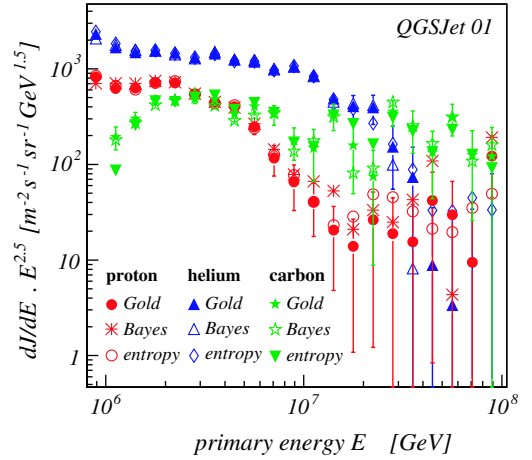 QGSJet 01
dJ/dE . E^2.5 [m^-2 s^-1 sr^-1 GeV^1.5]
10^3
10^2
10
1
proton helium carbon
Gold Gold Gold
Bayes Bayes Bayes
entropy entropy entropy
10^6 10^7 10^8
primary energy E [GeV]